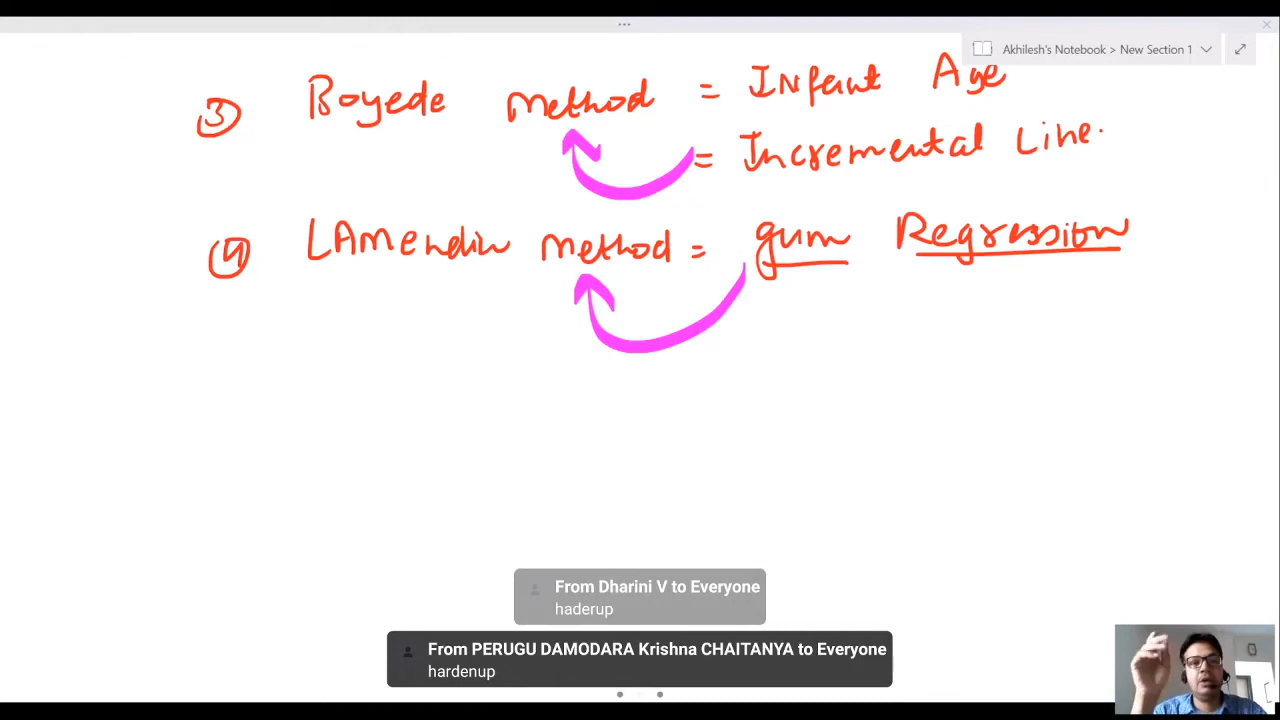 Akhilesh's Notebook > New Section 1
③ Boyede method = Infant Age
= Incremental Line.
④ LAMendin method = gum Regression
From Dharini V to Everyone
haderup
From PERUGU DAMODARA Krishna CHAITANYA to Everyone
hardenup